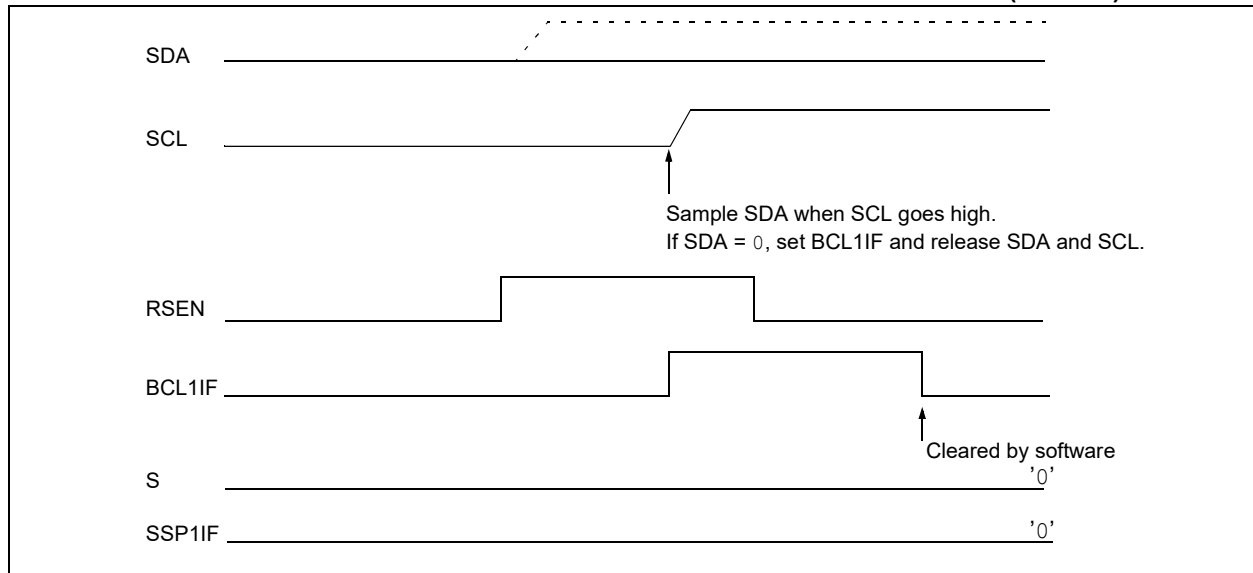 SDA
SCL
Sample SDA when SCL goes high.
If SDA = 0, set BCL1IF and release SDA and SCL.
RSEN
BCL1IF
Cleared by software
S
'0'
SSP1IF
'0'